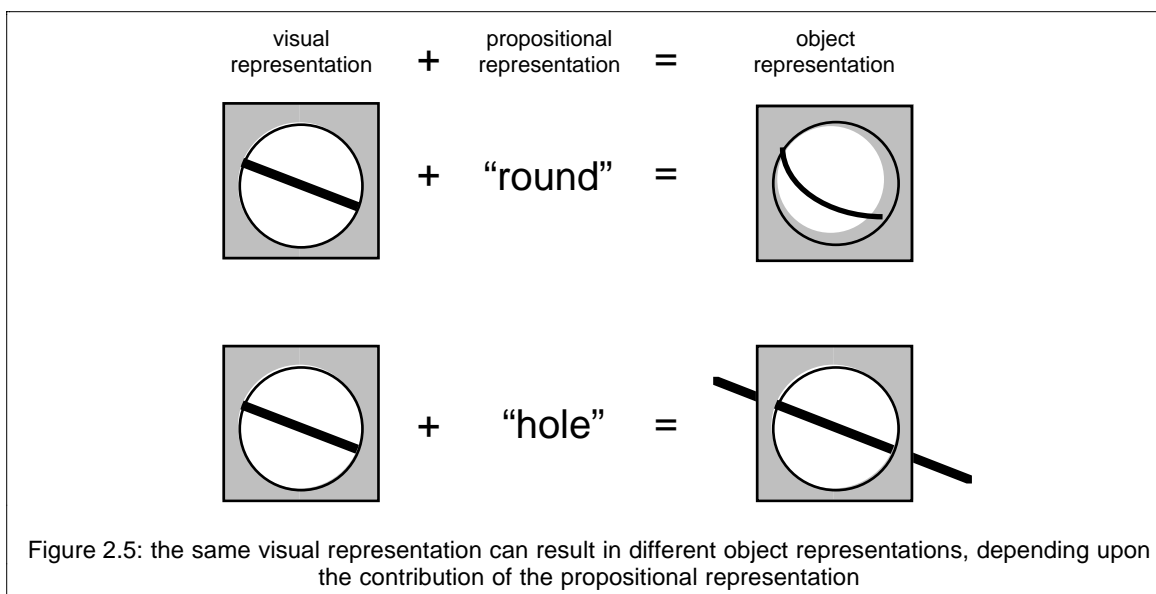 visual representation + propositional representation = object representation
+ “round” =
+ “hole” =
Figure 2.5: the same visual representation can result in different object representations, depending upon
the contribution of the propositional representation